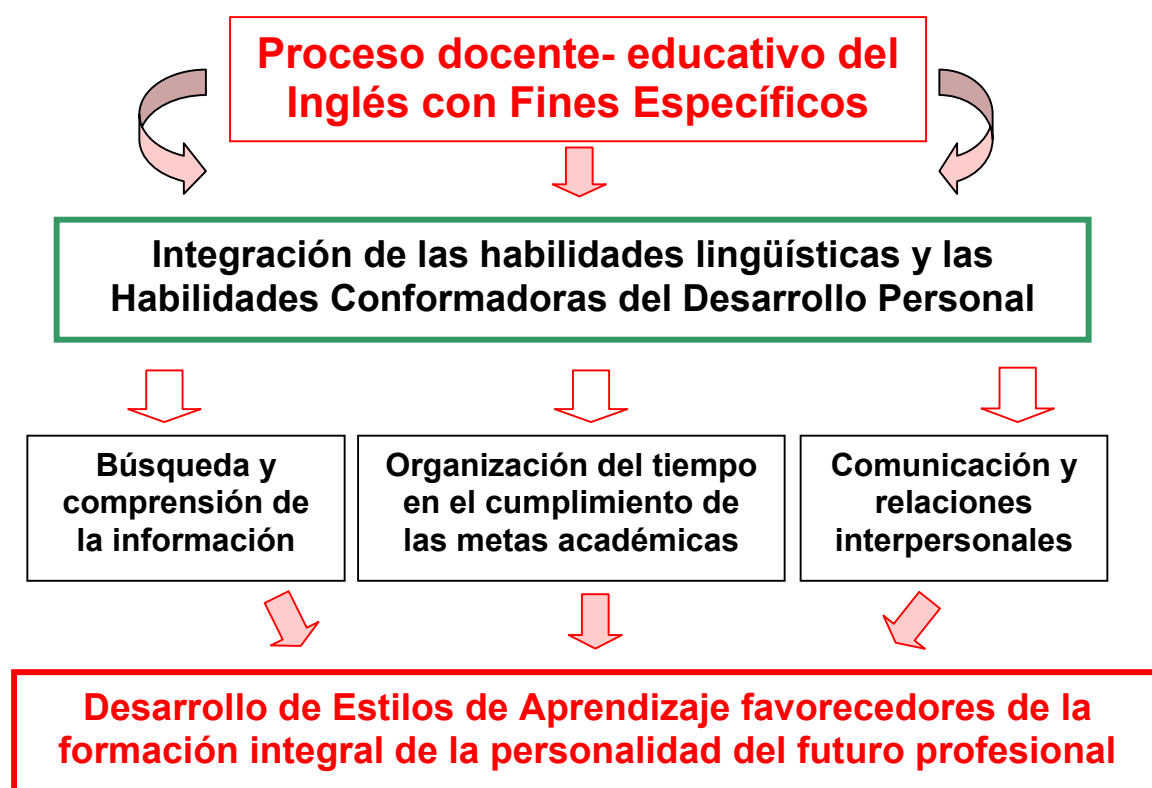 Proceso docente- educativo del
Inglés con Fines Específicos
Integración de las habilidades lingüísticas y las
Habilidades Conformadoras del Desarrollo Personal
Búsqueda y
comprensión de
la información
Organización del tiempo
en el cumplimiento de
las metas académicas
Comunicación y
relaciones
interpersonales
Desarrollo de Estilos de Aprendizaje favorecedores de la
formación integral de la personalidad del futuro profesional